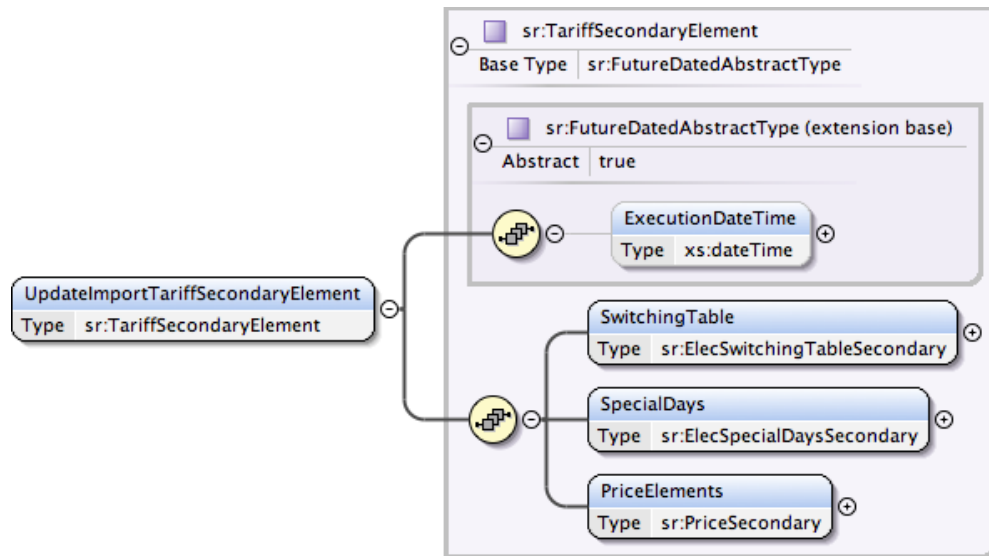 sr:TariffSecondaryElement
Base Type sr:FutureDatedAbstractType
sr:FutureDatedAbstractType (extension base)
Abstract true
ExecutionDateTime
Type xs:dateTime
UpdateImportTariffSecondaryElement
Type sr:TariffSecondaryElement
SwitchingTable
Type sr:ElecSwitchingTableSecondary
SpecialDays
Type sr:ElecSpecialDaysSecondary
PriceElements
Type sr:PriceSecondary